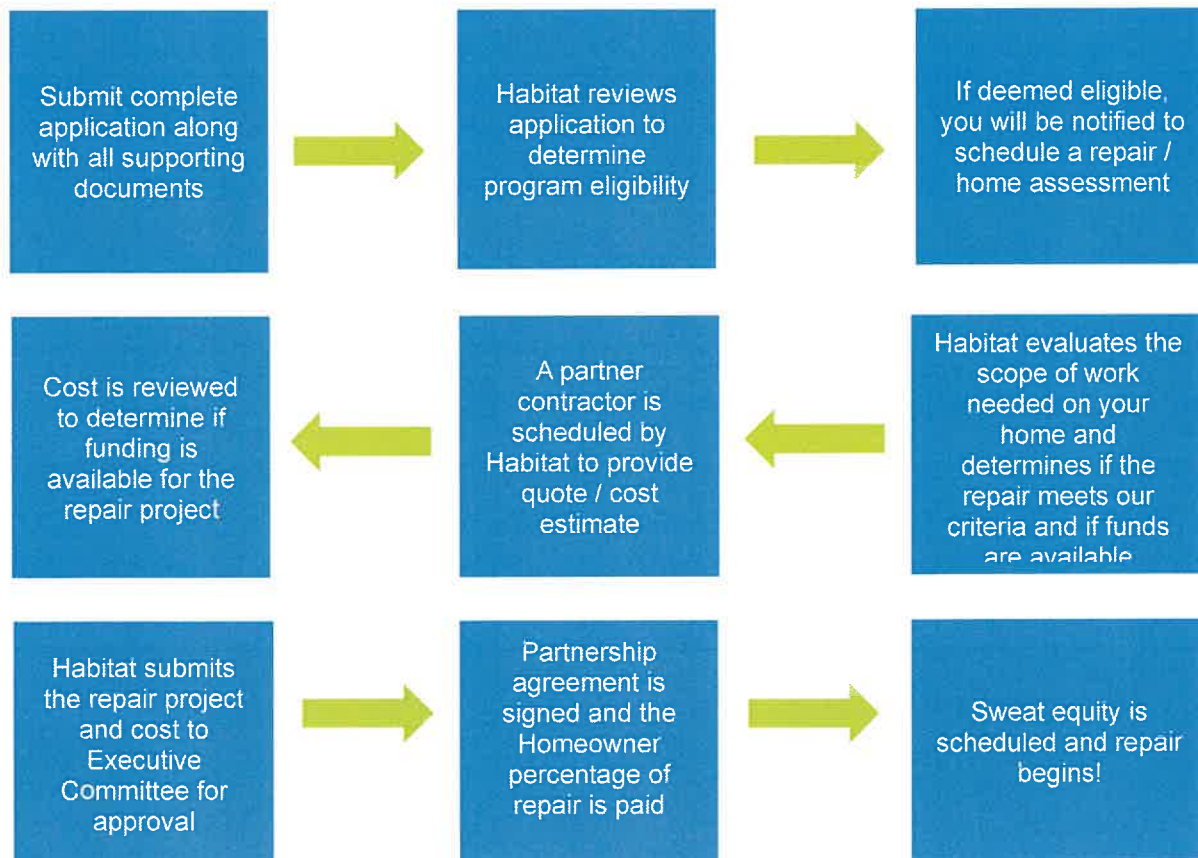 Submit complete
application along
with all supporting
documents
Habitat reviews
application to
determine
program eligibility
If deemed eligible,
you will be notified to
schedule a repair /
home assessment
Habitat evaluates the
scope of work
needed on your
home and
determines if the
repair meets our
criteria and if funds
are available
A partner
contractor is
scheduled by
Habitat to provide
quote / cost
estimate
Cost is reviewed
to determine if
funding is
available for the
repair project
Habitat submits
the repair project
and cost to
Executive
Committee for
approval
Partnership
agreement is
signed and the
Homeowner
percentage of
repair is paid
Sweat equity is
scheduled and repair
begins!